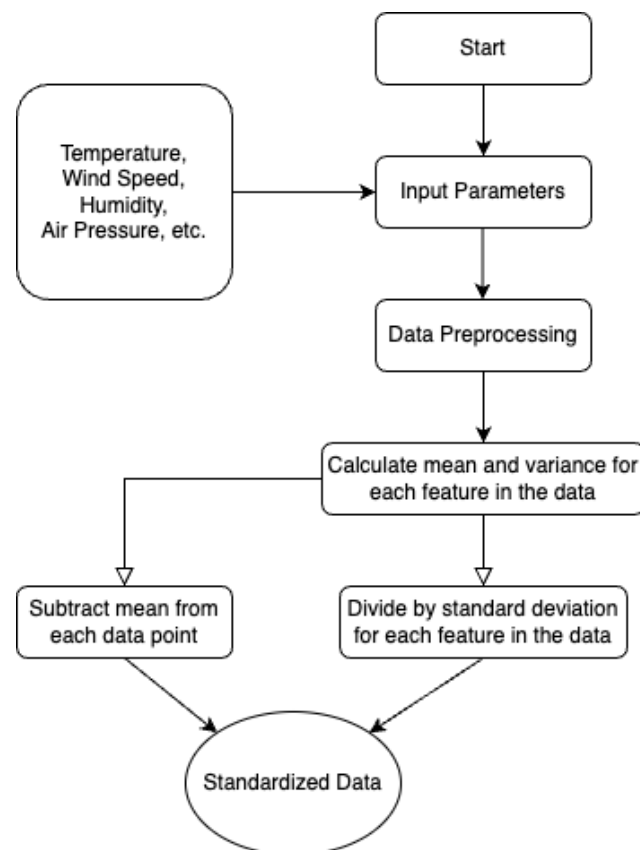 Start
Temperature,
Wind Speed,
Humidity,
Air Pressure, etc.
Input Parameters
Data Preprocessing
Calculate mean and variance for
each feature in the data
Subtract mean from
each data point
Divide by standard deviation
for each feature in the data
Standardized Data